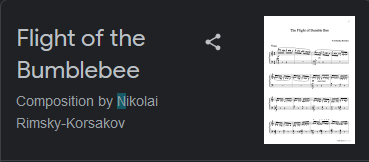 Flight of the
Bumblebee
Composition by Nikolai
Rimsky-Korsakov
The Flight of Bumble Bee